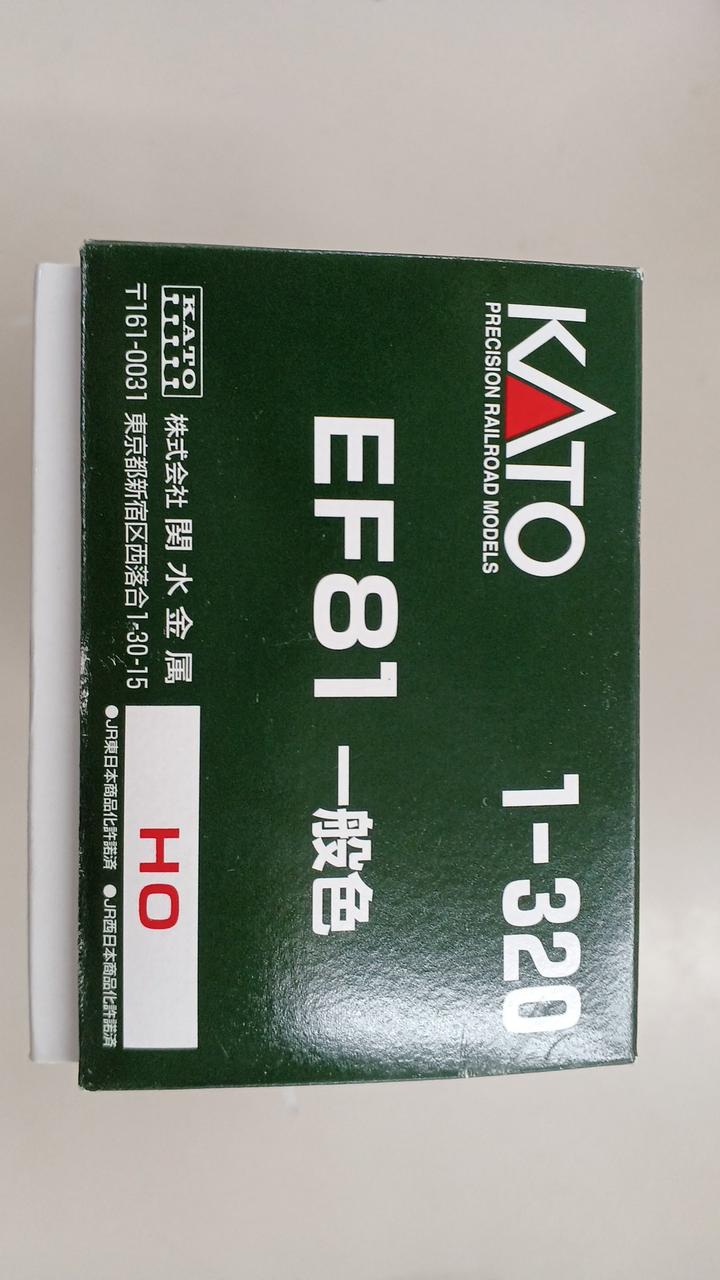 KATO
PRECISION RAILROAD MODELS
1-320
EF81 一般色
KATO
株式会社 関水金属
〒161-0031 東京都新宿区西落合1-30-15
HO
●JR東日本商品化許諾済 ●JR西日本商品化許諾済